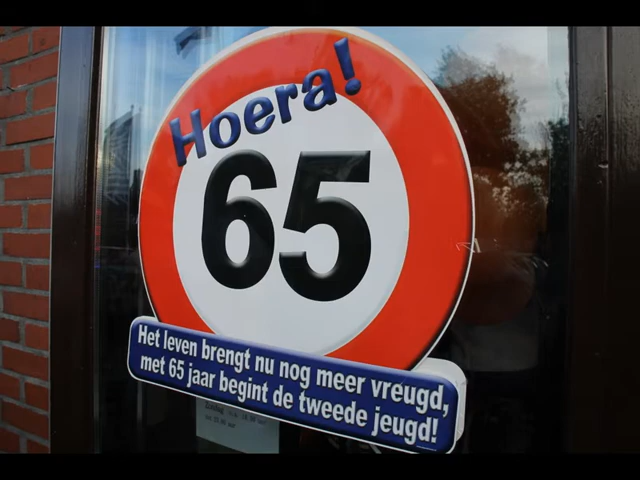 Hoera!
65
Het leven brengt nu nog meer vreugd,
met 65 jaar begint de tweede jeugd!